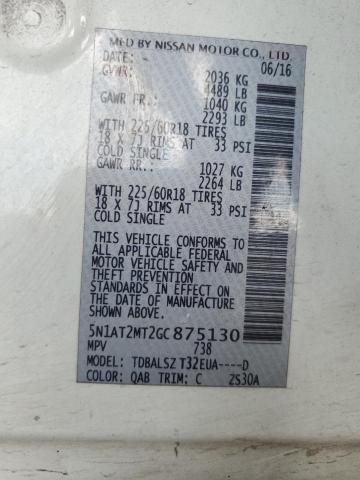 MFD BY NISSAN MOTOR CO., LTD.
DATE: - 06/16
GVWR: 2036 KG
4489 LB
GAWR FR.: 1040 KG
2293 LB
WITH 225/60R18 TIRES
18 X 7J RIMS AT 33 PSI
COLD SINGLE
GAWR RR.: 1027 KG
2264 LB
WITH 225/60R18 TIRES
18 X 7J RIMS AT 33 PSI
COLD SINGLE
THIS VEHICLE CONFORMS TO
ALL APPLICABLE FEDERAL
MOTOR VEHICLE SAFETY AND
THEFT PREVENTION
STANDARDS IN EFFECT ON
THE DATE OF MANUFACTURE
SHOWN ABOVE.
5N1AT2MT2GC875130
MPV 738
MODEL: TDBALSZ T32EUA----D
COLOR: QAB TRIM: C ZS30A